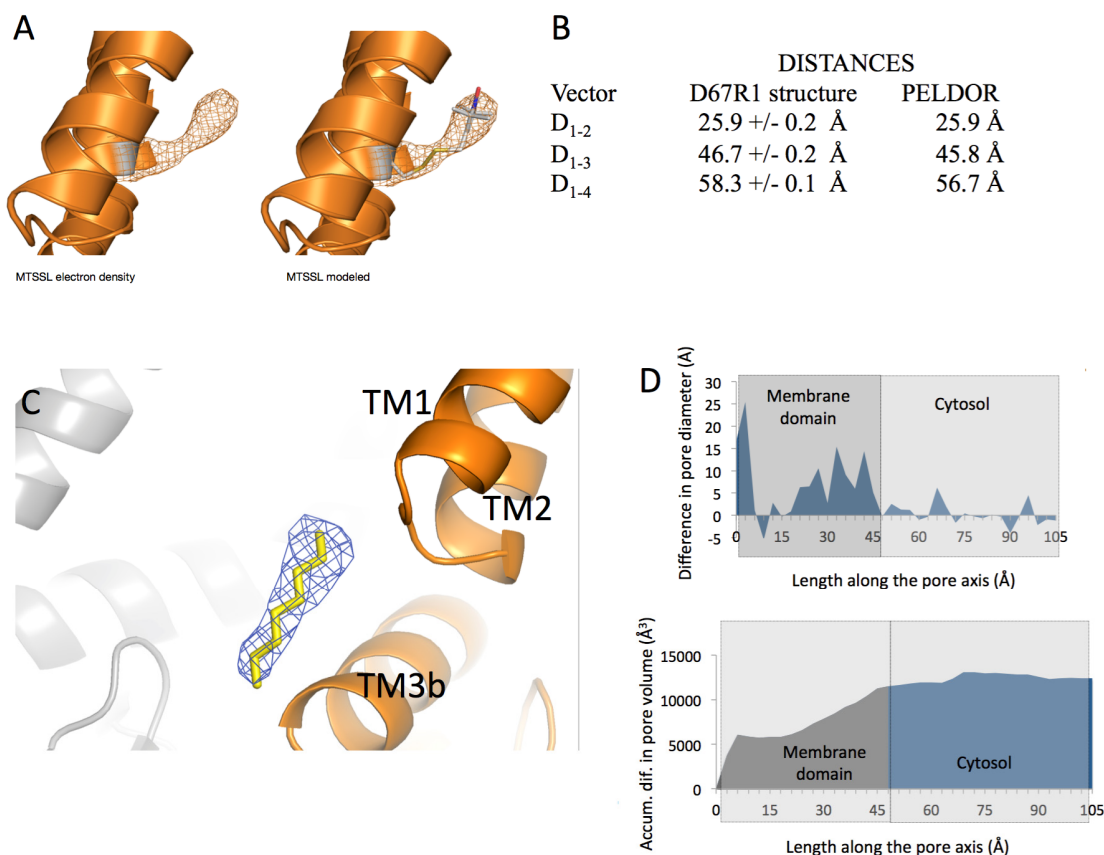 A
MTSSL electron density
MTSSL modeled
B
DISTANCES
Vector D67R1 structure PELDOR
D1-2 25.9 +/- 0.2 Å 25.9 Å
D1-3 46.7 +/- 0.2 Å 45.8 Å
D1-4 58.3 +/- 0.1 Å 56.7 Å
C
TM1
TM2
TM3b
D
Difference in pore diameter (Å)
30
25
20
15
10
5
0
-5
Membrane
domain
Cytosol
0 15 30 45 60 75 90 105
Length along the pore axis (Å)
Accum. dif. in pore volume (Å³)
15000
10000
5000
0
Membrane
domain
Cytosol
0 15 30 45 60 75 90 105
Length along the pore axis (Å)